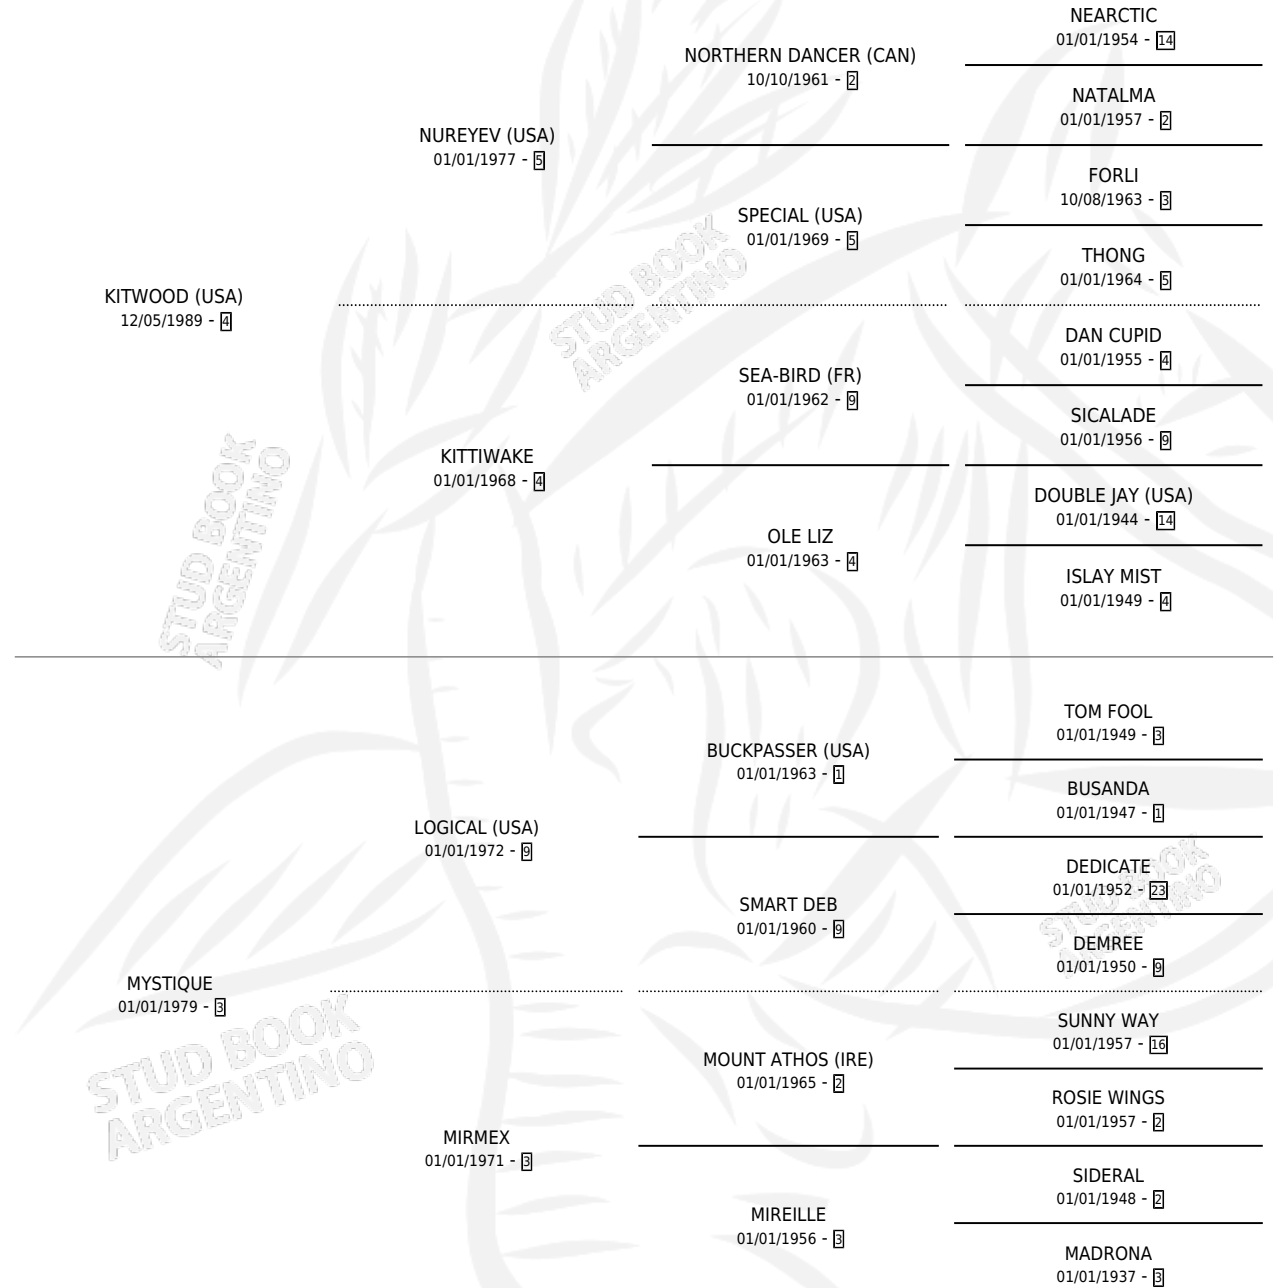 NEARCTIC
01/01/1954 - 14
NORTHERN DANCER (CAN)
10/10/1961 - 2
NATALMA
01/01/1957 - 2
NUREYEV (USA)
01/01/1977 - 5
FORLI
10/08/1963 - 3
SPECIAL (USA)
01/01/1969 - 5
THONG
01/01/1964 - 5
KITWOOD (USA)
12/05/1989 - 4
DAN CUPID
01/01/1955 - 4
SEA-BIRD (FR)
01/01/1962 - 9
SICALADE
01/01/1956 - 9
KITTIWAKE
01/01/1968 - 4
DOUBLE JAY (USA)
01/01/1944 - 14
OLE LIZ
01/01/1963 - 4
ISLAY MIST
01/01/1949 - 4
TOM FOOL
01/01/1949 - 3
BUCKPASSER (USA)
01/01/1963 - 1
BUSANDA
01/01/1947 - 1
LOGICAL (USA)
01/01/1972 - 9
DEDICATE
01/01/1952 - 23
SMART DEB
01/01/1960 - 9
DEMREE
01/01/1950 - 9
MYSTIQUE
01/01/1979 - 3
SUNNY WAY
01/01/1957 - 16
MOUNT ATHOS (IRE)
01/01/1965 - 2
ROSIE WINGS
01/01/1957 - 2
MIRMEX
01/01/1971 - 3
SIDERAL
01/01/1948 - 2
MIREILLE
01/01/1956 - 3
MADRONA
01/01/1937 - 3
STUD BOOK
ARGENTINO
STUD BOOK
ARGENTINO
STUD BOOK
ARGENTINO
STUD BOOK
ARGENTINO